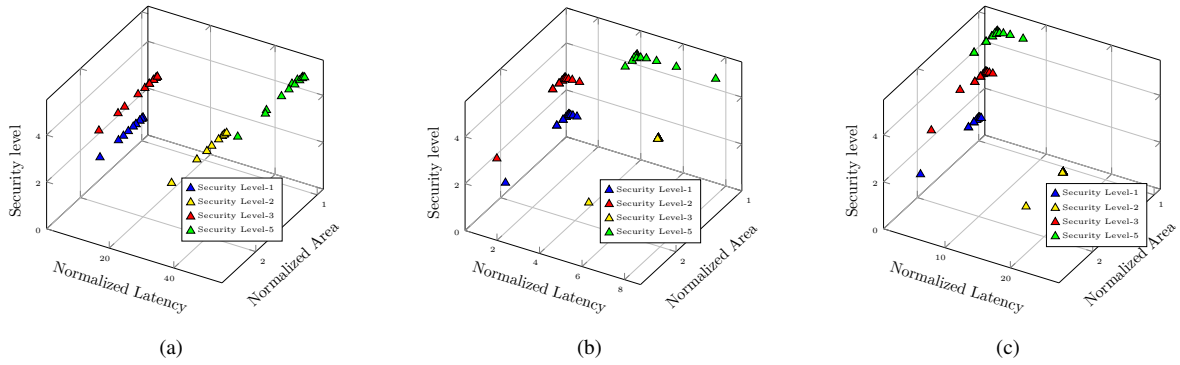 Security level
4
2
0
20
40
2
1
Normalized Latency
Normalized Area
Security Level-1
Security Level-2
Security Level-3
Security Level-5
(a)
Security level
4
2
0
2
4
6
8
2
1
Normalized Latency
Normalized Area
Security Level-1
Security Level-2
Security Level-3
Security Level-5
(b)
Security level
4
2
0
10
20
2
1
Normalized Latency
Normalized Area
Security Level-1
Security Level-2
Security Level-3
Security Level-5
(c)